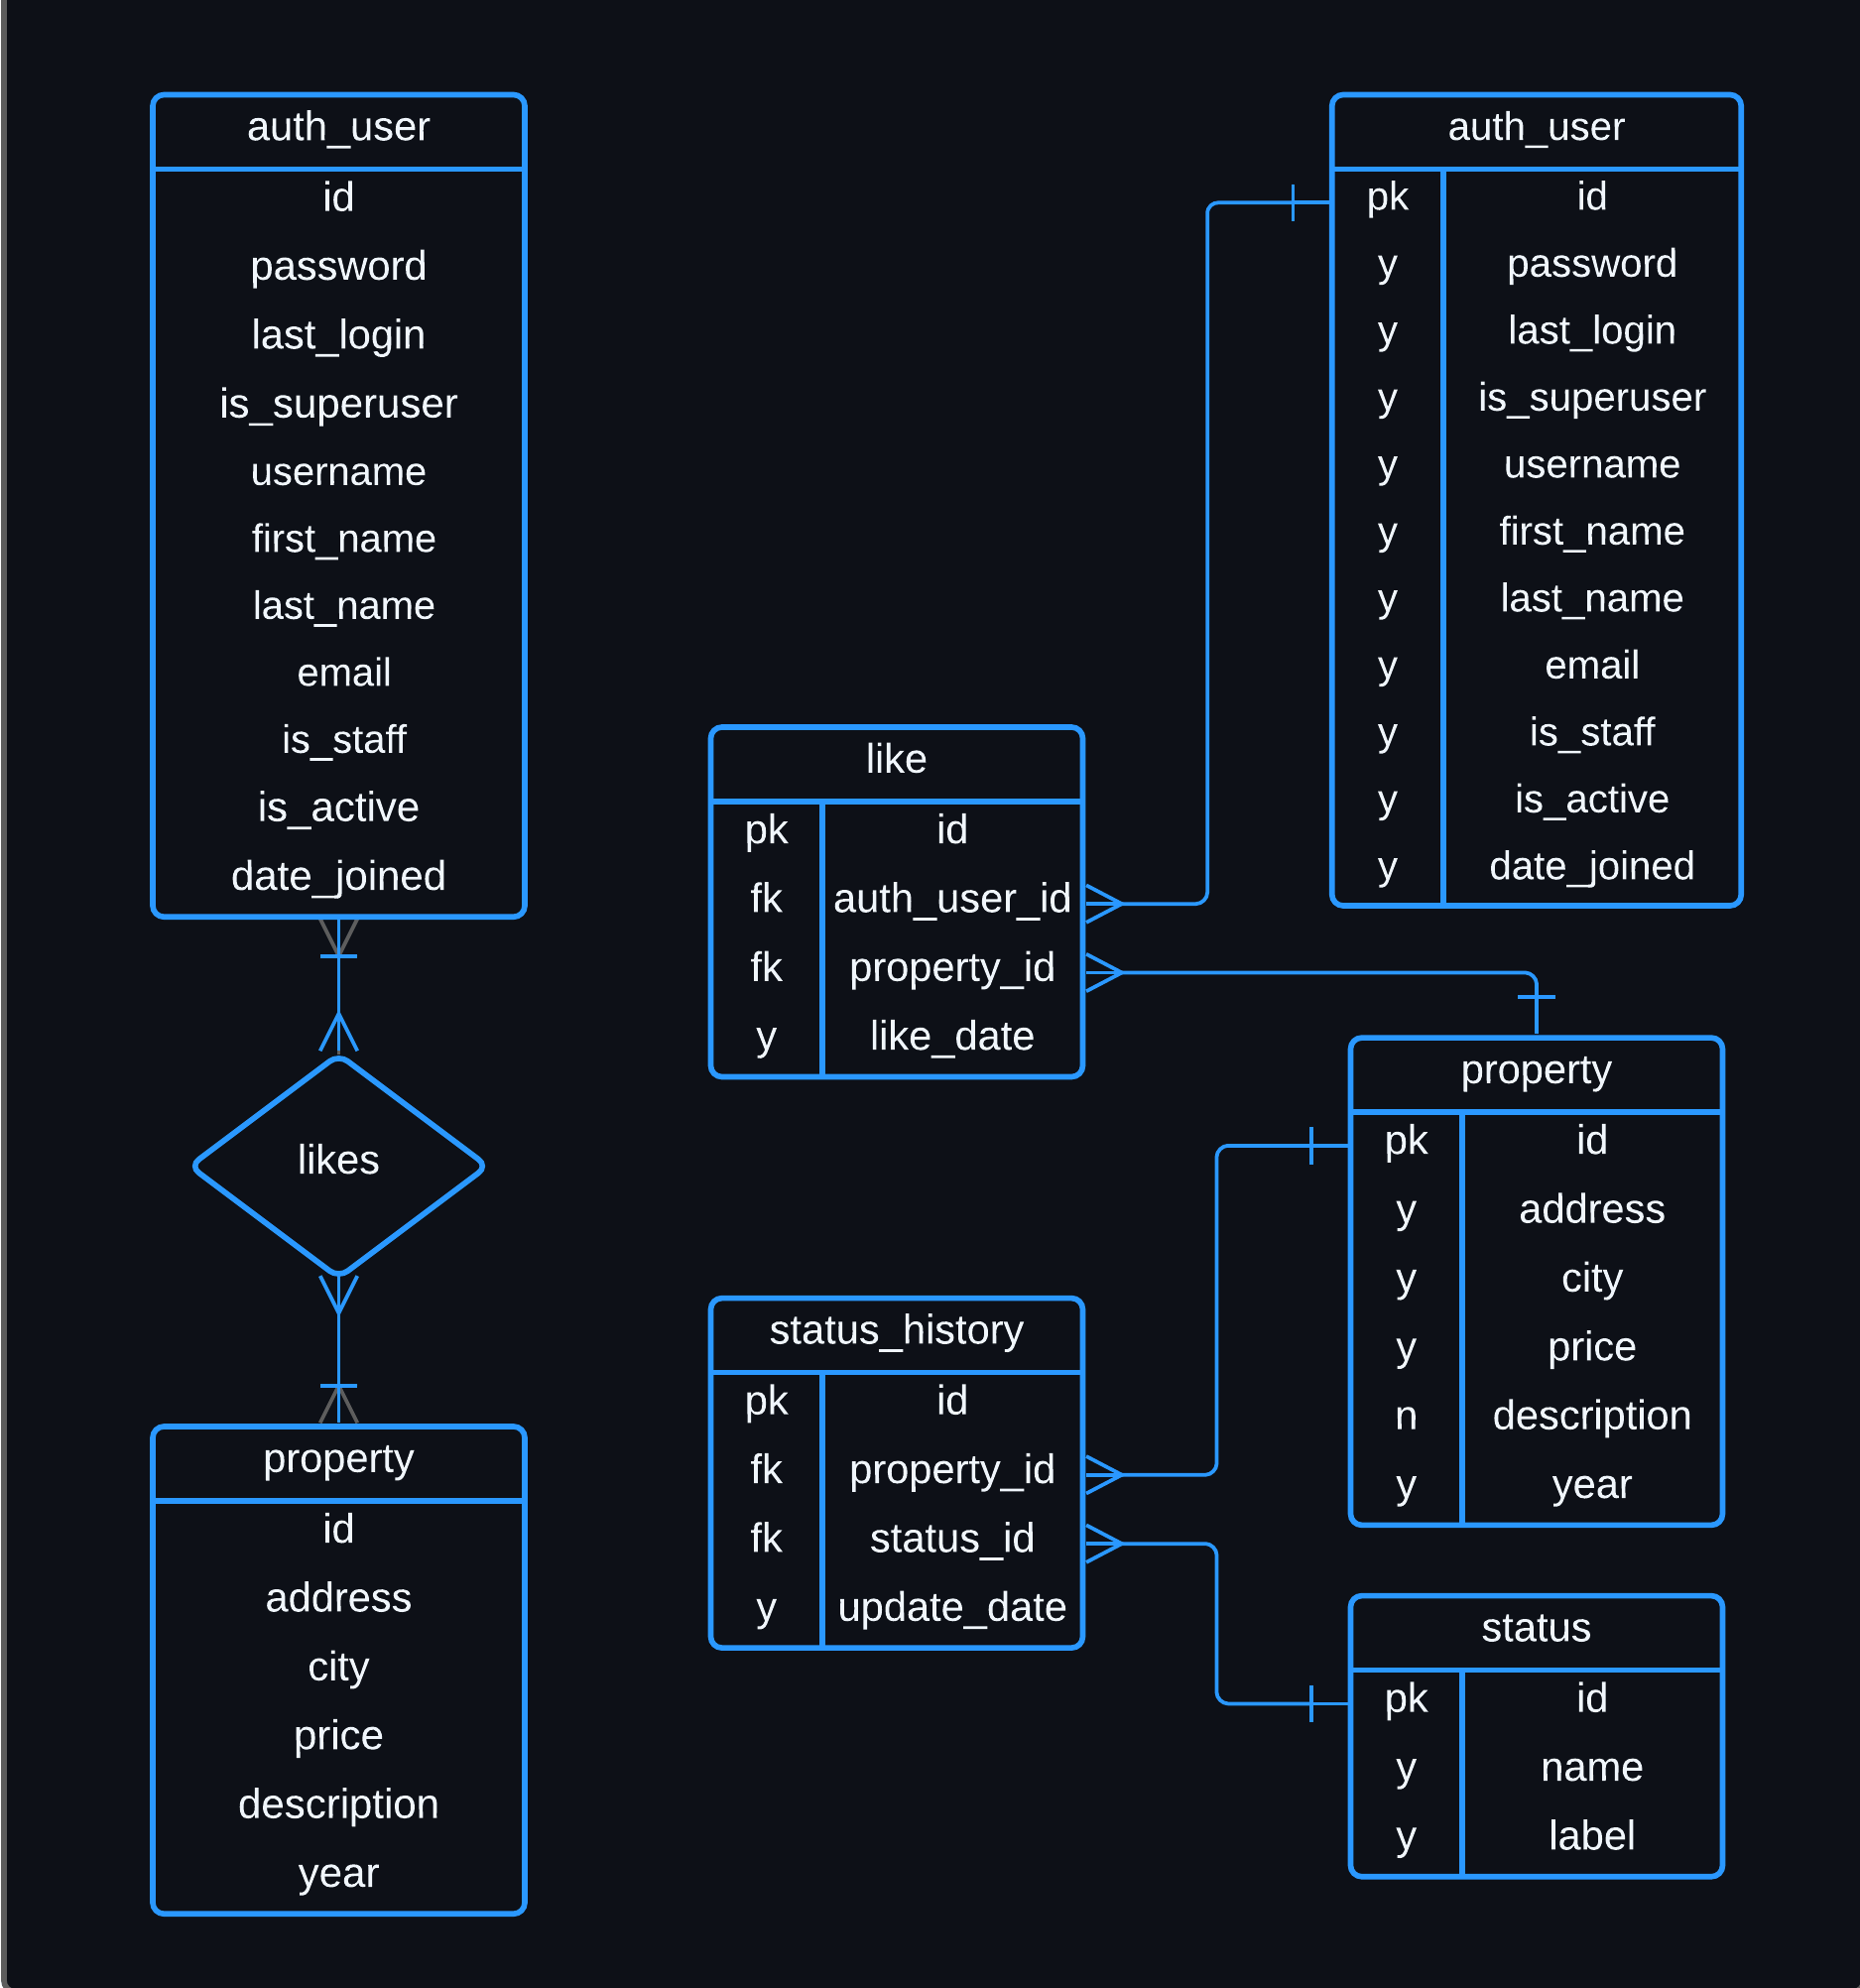 auth_user
id
password
last_login
is_superuser
username
first_name
last_name
email
is_staff
is_active
date_joined
likes
property
id
address
city
price
description
year
like
pk id
fk auth_user_id
fk property_id
y like_date
status_history
pk id
fk property_id
fk status_id
y update_date
auth_user
pk id
y password
y last_login
y is_superuser
y username
y first_name
y last_name
y email
y is_staff
y is_active
y date_joined
property
pk id
y address
y city
y price
n description
y year
status
pk id
y name
y label